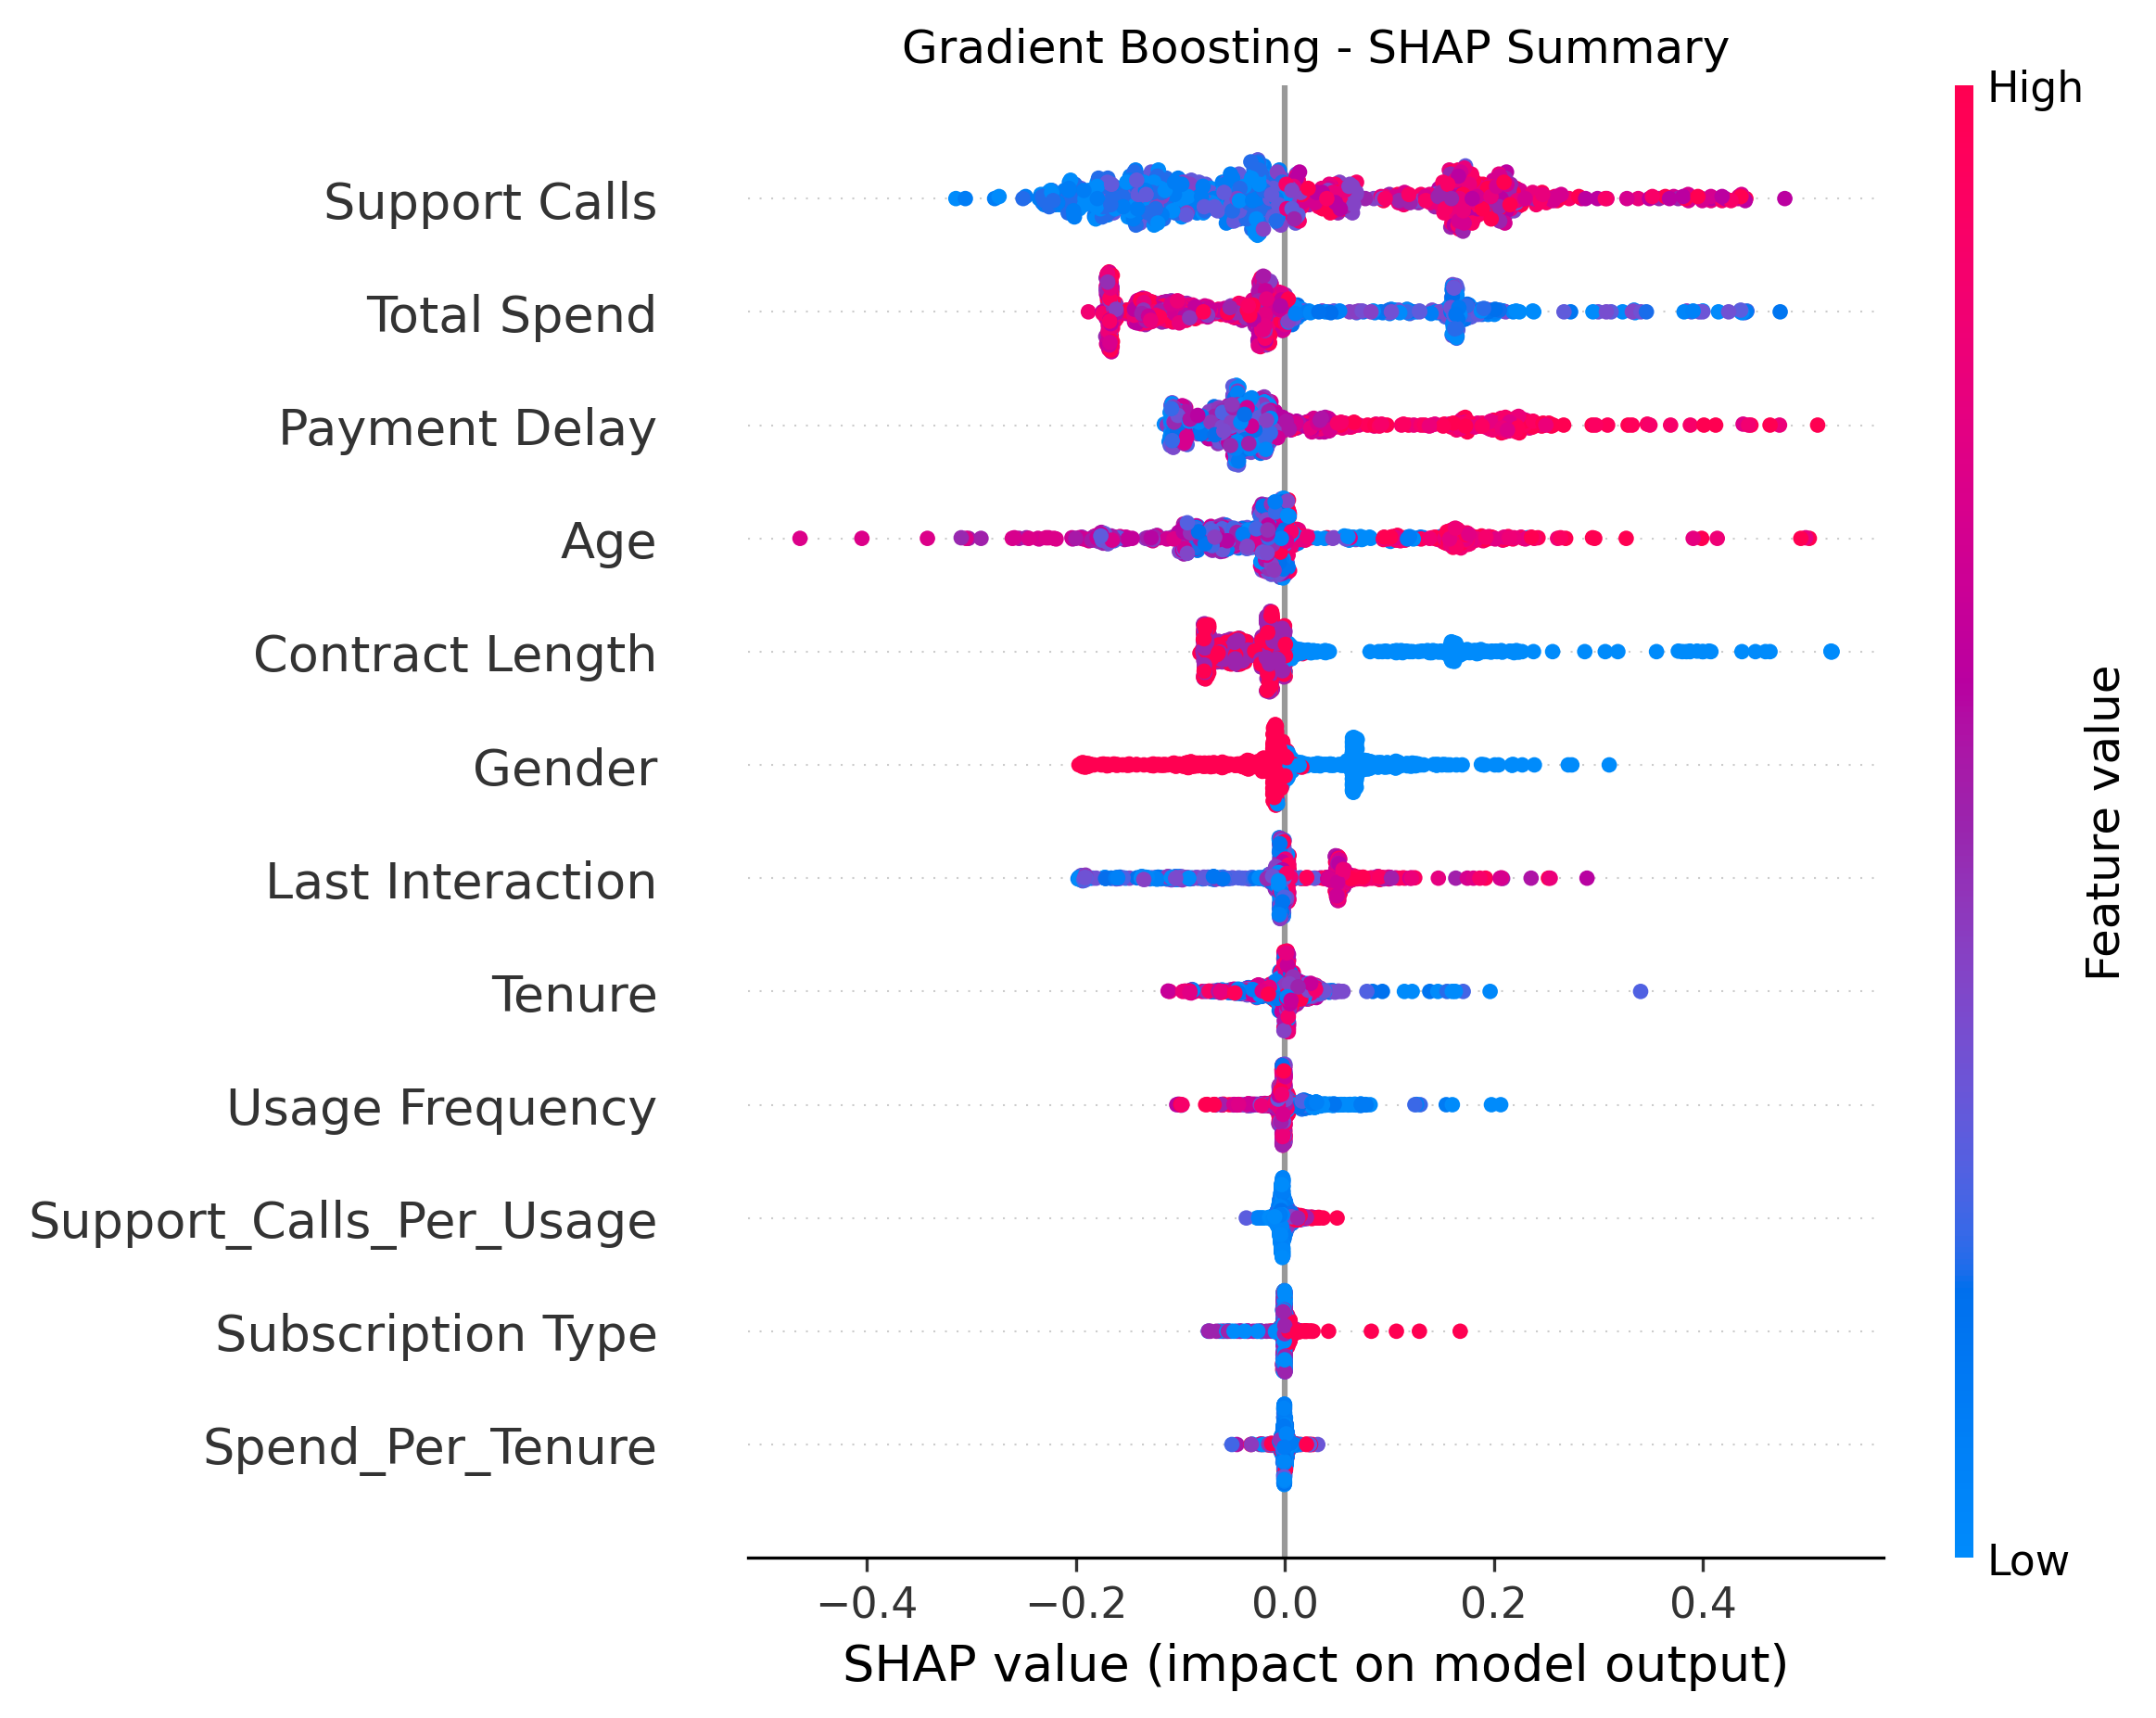 Gradient Boosting - SHAP Summary
High
Support Calls
Total Spend
Payment Delay
Age
Contract Length
Gender
Last Interaction
Tenure
Usage Frequency
Support_Calls_Per_Usage
Subscription Type
Spend_Per_Tenure
Feature value
Low
−0.4 −0.2 0.0 0.2 0.4
SHAP value (impact on model output)